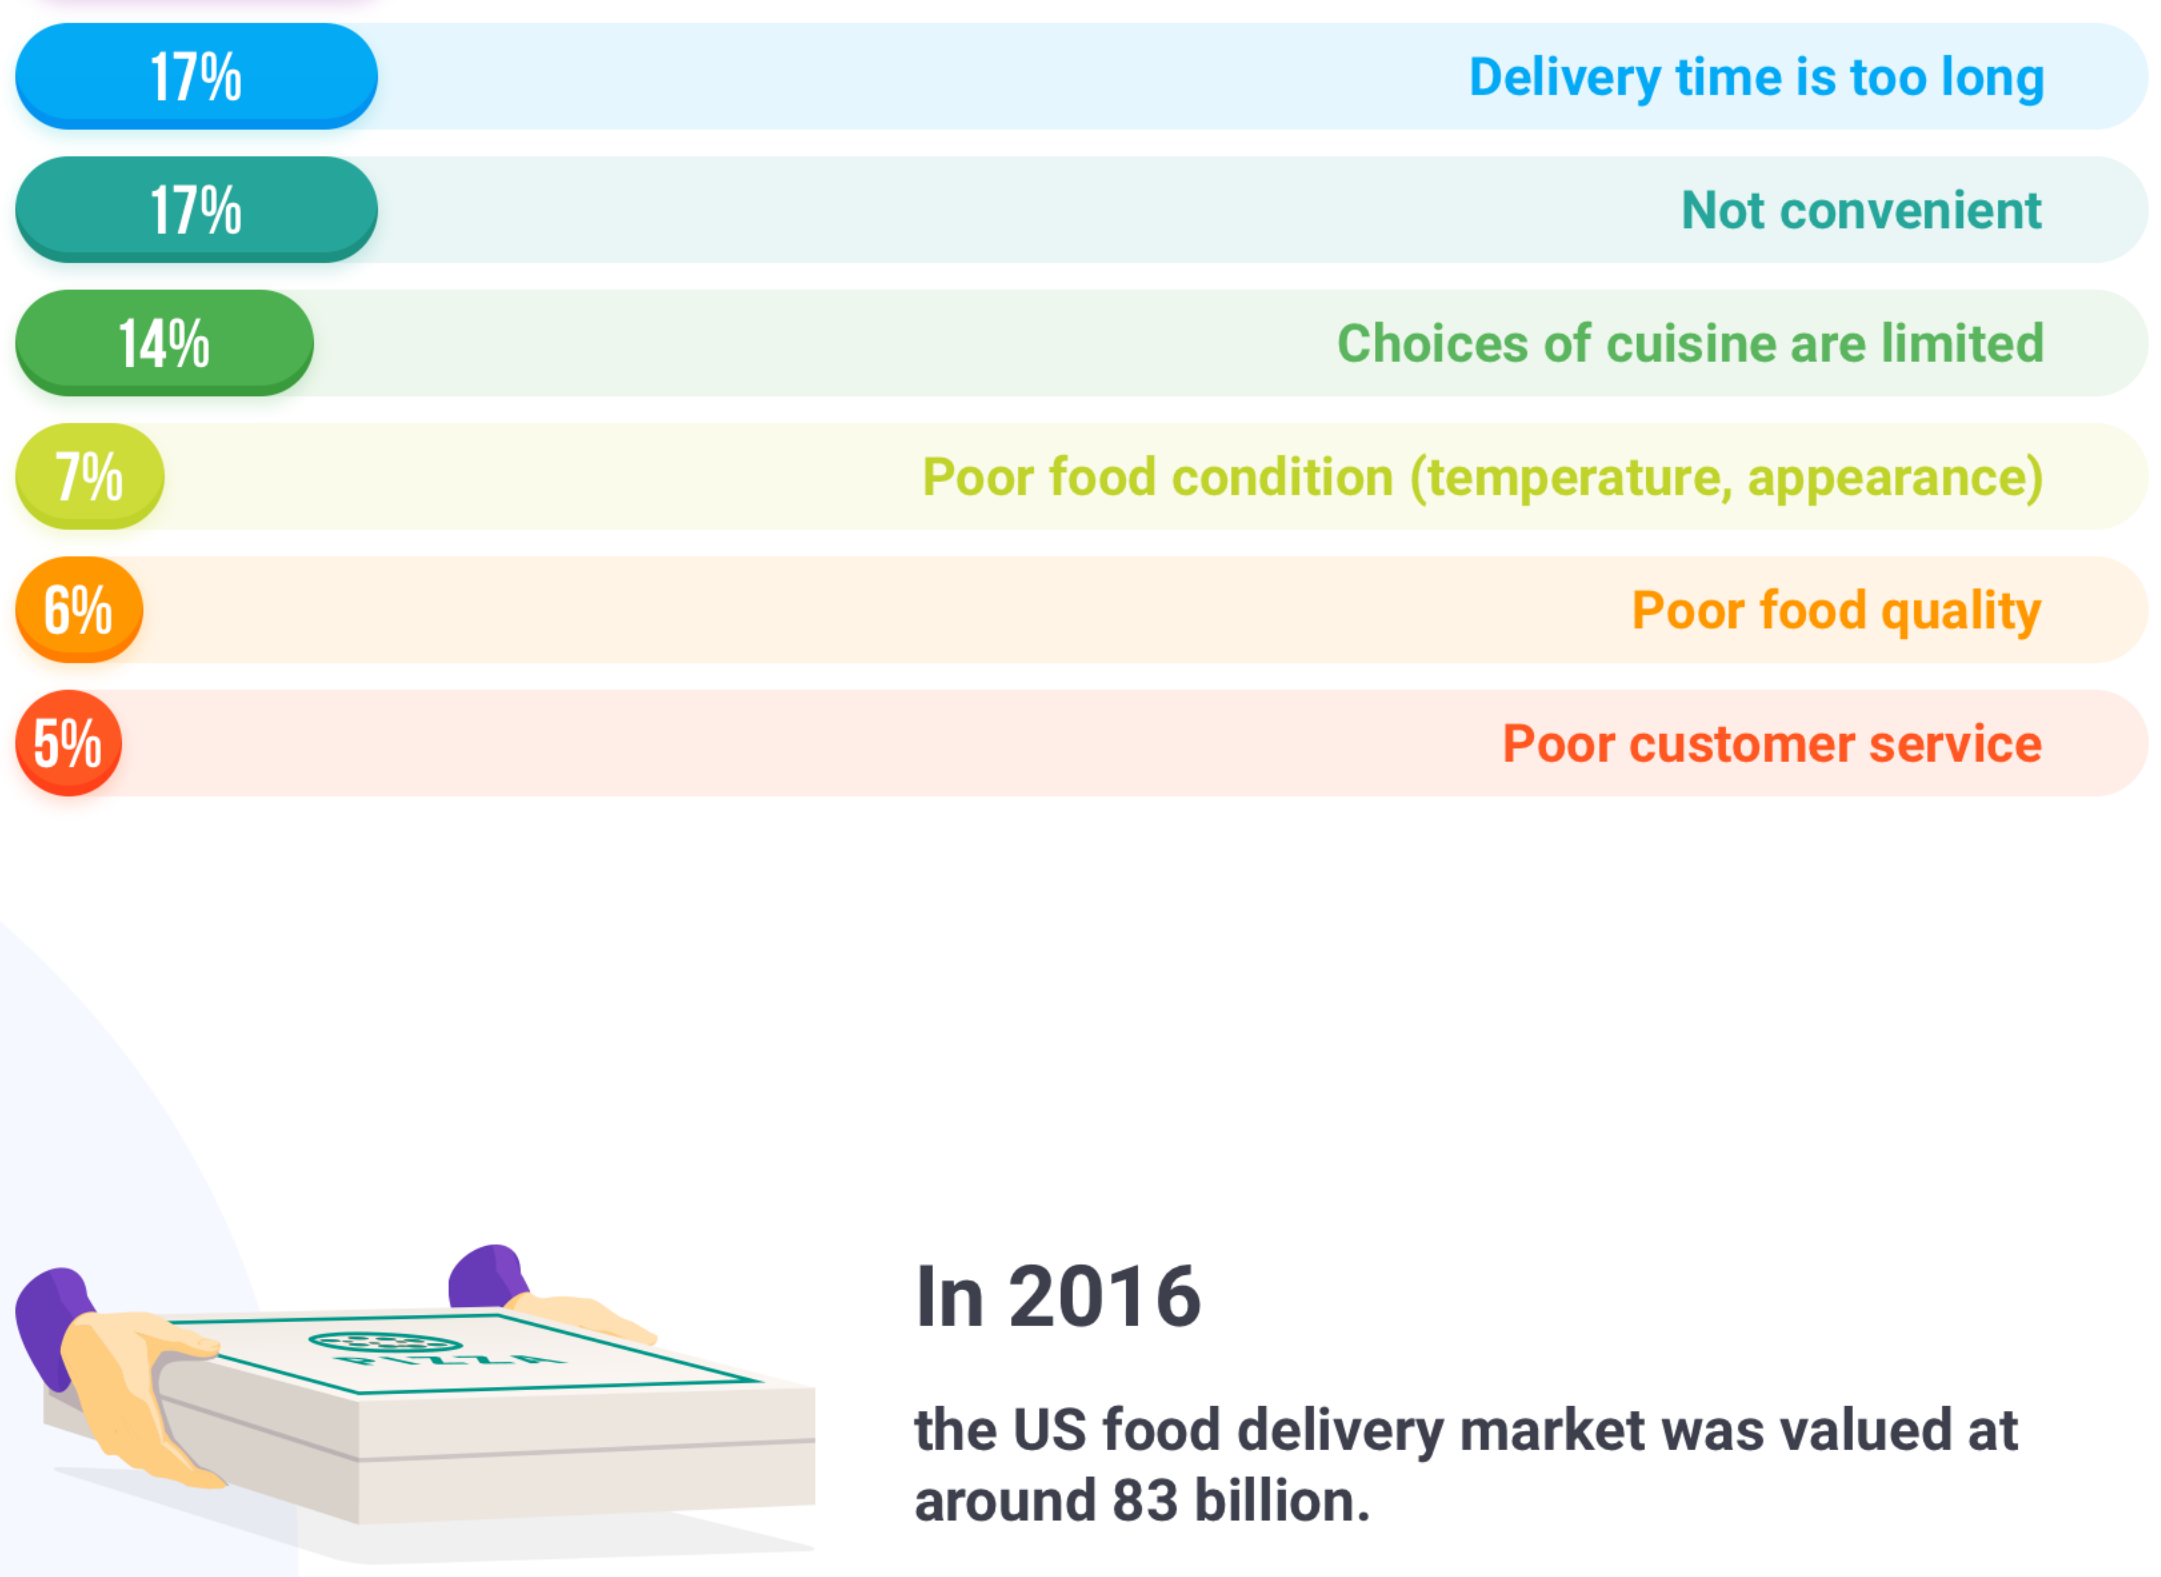 17% Delivery time is too long
17% Not convenient
14% Choices of cuisine are limited
7% Poor food condition (temperature, appearance)
6% Poor food quality
5% Poor customer service
PIZZA
In 2016
the US food delivery market was valued at
around 83 billion.